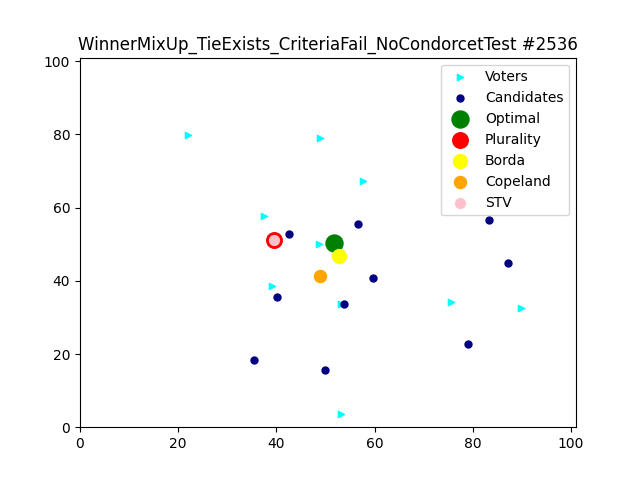 WinnerMixUp_TieExists_CriteriaFail_NoCondorcetTest #2536
100
80
60
40
20
0
0 20 40 60 80 100
Voters
Candidates
Optimal
Plurality
Borda
Copeland
STV